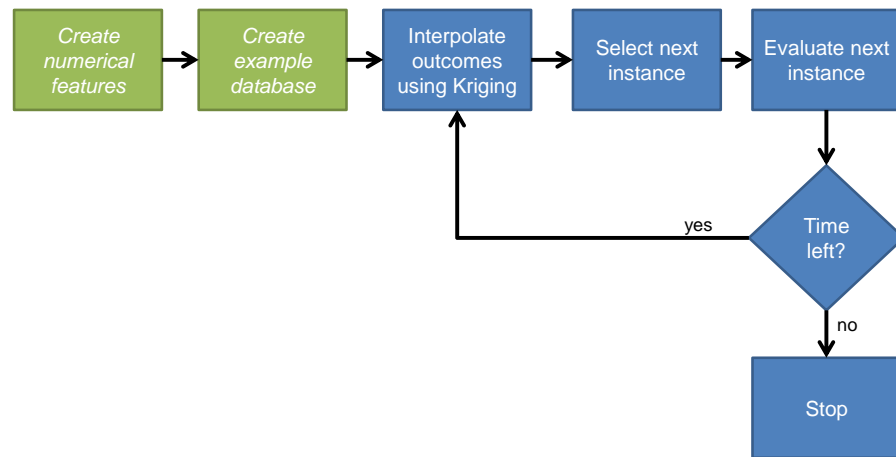 Create
numerical
features
Create
example
database
Interpolate
outcomes
using Kriging
Select next
instance
Evaluate next
instance
Time
left?
yes
no
Stop